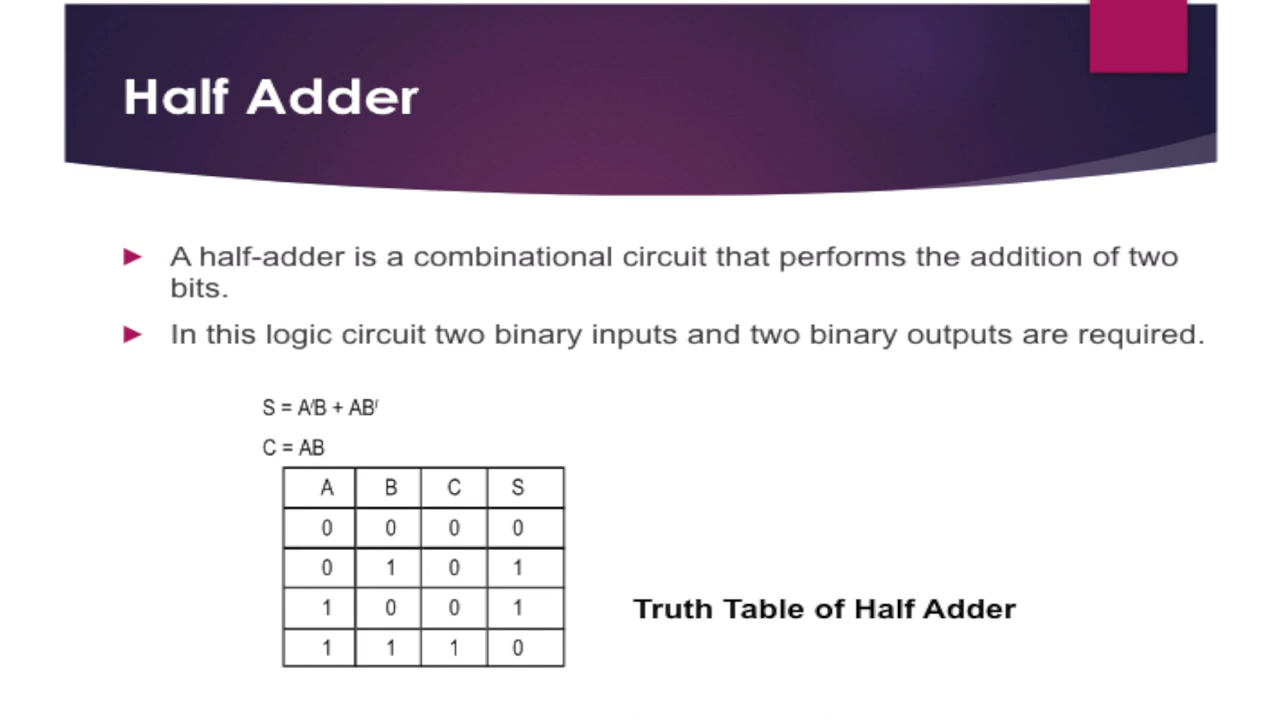 Half Adder
A half-adder is a combinational circuit that performs the addition of two
bits.
In this logic circuit two binary inputs and two binary outputs are required.
S = A'B + AB'
C = AB
A B C S
0 0 0 0
0 1 0 1
1 0 0 1
1 1 1 0
Truth Table of Half Adder